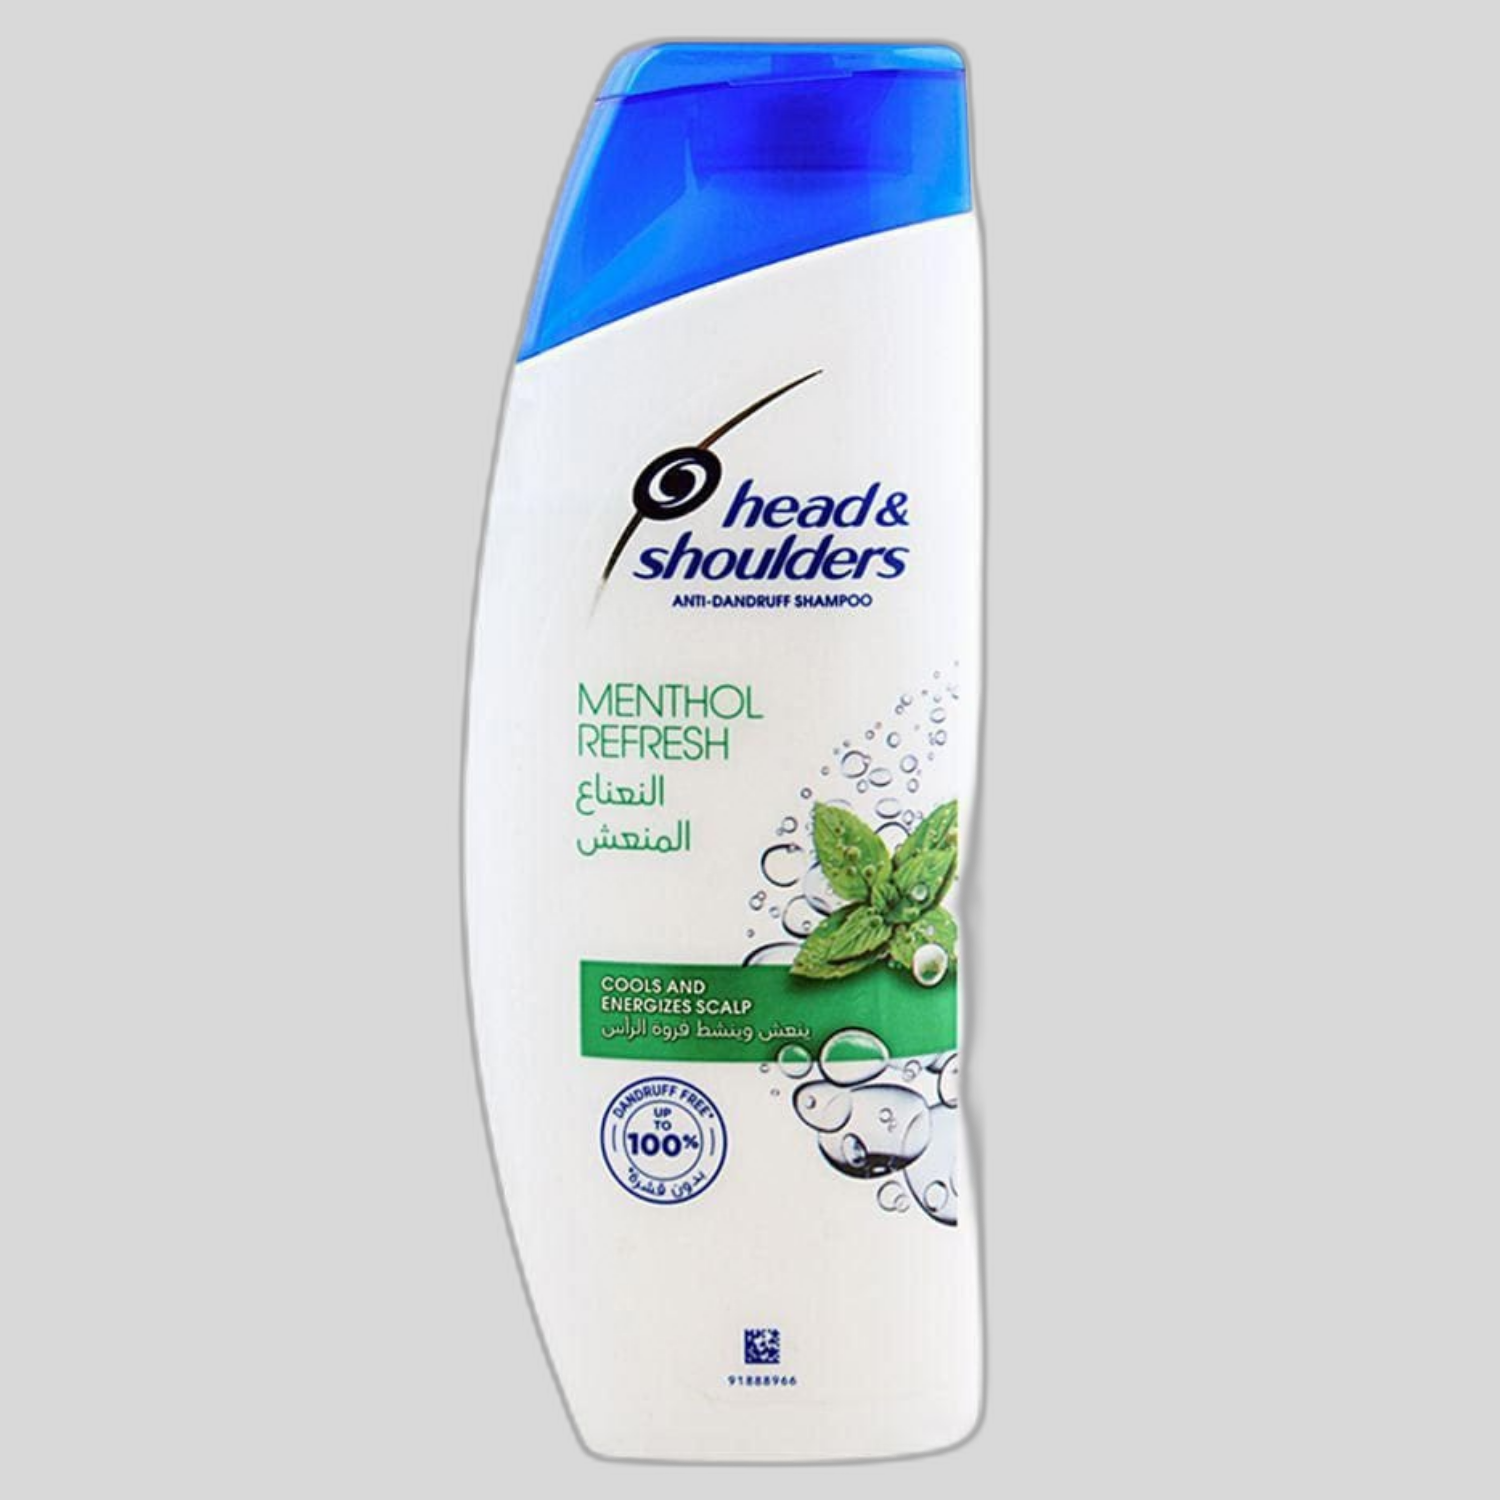 head &
shoulders
ANTI-DANDRUFF SHAMPOO
MENTHOL
REFRESH
النعناع
المنعش
COOLS AND
ENERGIZES SCALP
ينعش وينشط فروة الرأس
DANDRUFF FREE*
UP
TO
100%
بدون قشرة*
91888966